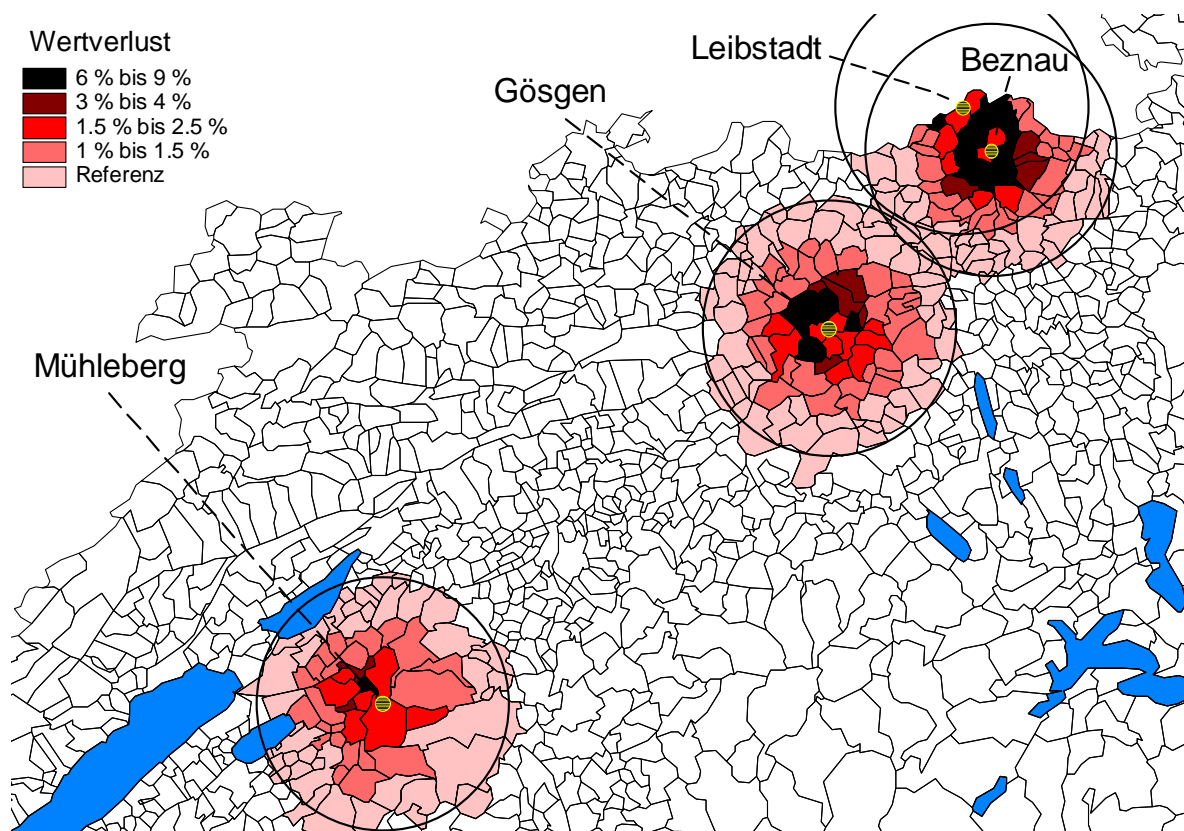 Wertverlust
6 % bis 9 %
3 % bis 4 %
1.5 % bis 2.5 %
1 % bis 1.5 %
Referenz
Leibstadt
Beznau
Gösgen
Mühleberg